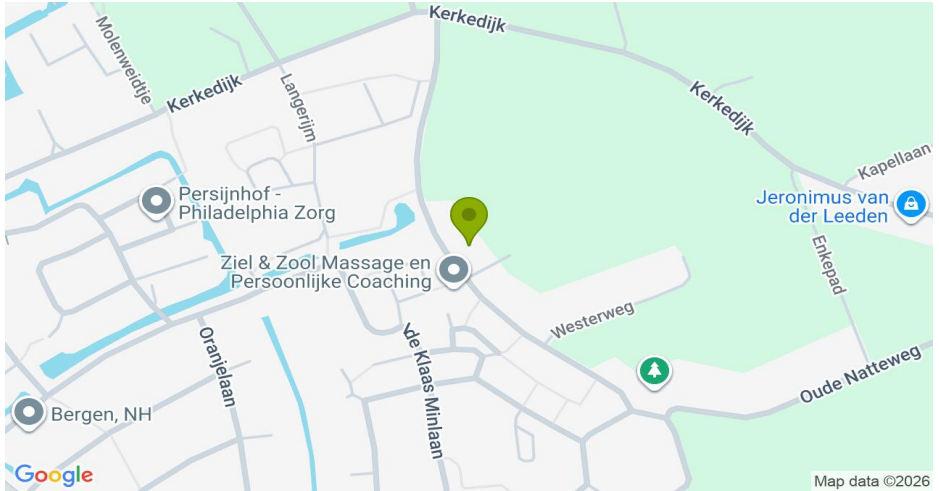 Kerkedijk
Molenweidtje
Kerkedijk
Langerijm
Kerkedijk
Kapellaan
Persijnhof -
Philadelphia Zorg
Jeronimus van
der Leeden
Enkepad
Ziel & Zool Massage en
Persoonlijke Coaching
Westerweg
Oranjelaan
de Klaas Minlaan
Oude Natteweg
Bergen, NH
Google
Map data ©2026